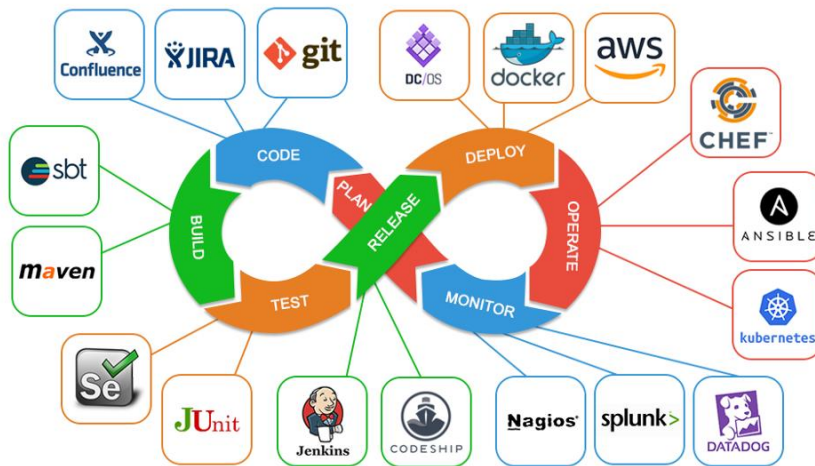 Confluence
JIRA
git
DC/OS
docker
aws
CHEF™
sbt
CODE
DEPLOY
PLAN
RELEASE
BUILD
OPERATE
ANSIBLE
maven
TEST
MONITOR
kubernetes
Se
JUnit
Jenkins
CODESHIP
Nagios®
splunk>
DATADOG